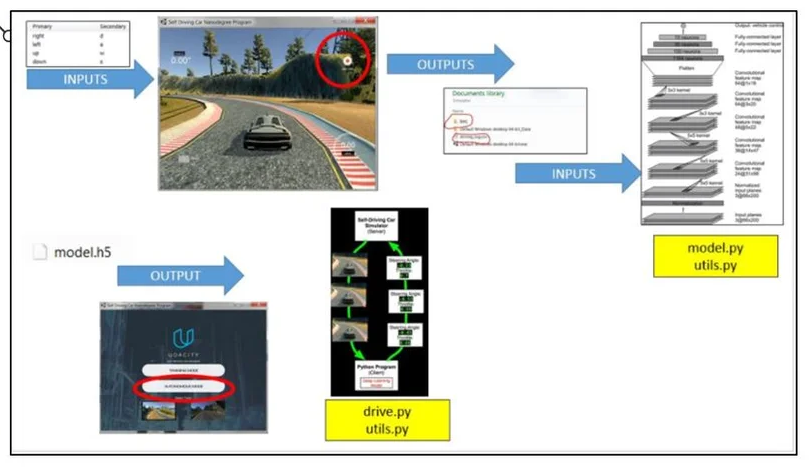 Primary Secondary
right d
left a
up w
down s
INPUTS
Self Driving Car Nanodegree Program
0.00°
0.00
OUTPUTS
Documents library
Simulator
Name
IMG
driving_log.csv
INPUTS
Output: vehicle control
Fully-connected layer
Fully-connected layer
Fully-connected layer
Flatten
3x3 kernel
Convolutional
feature map
64@1x18
3x3 kernel
Convolutional
feature map
64@3x20
5x5 kernel
Convolutional
feature map
48@5x22
5x5 kernel
Convolutional
feature map
36@14x47
5x5 kernel
Convolutional
feature map
24@31x98
Normalized
input planes
3@66x200
Normalization
Input planes
3@66x200
model.py
utils.py
model.h5
OUTPUT
Self Driving Car Nanodegree Program
UDACITY
TRAINING MODE
AUTONOMOUS MODE
Self-Driving Car
Simulator
(Server)
Steering Angle:
Throttle:
Steering Angle:
Throttle:
Steering Angle:
Throttle:
Python Program
(Client)
Deep Learning
Model
drive.py
utils.py